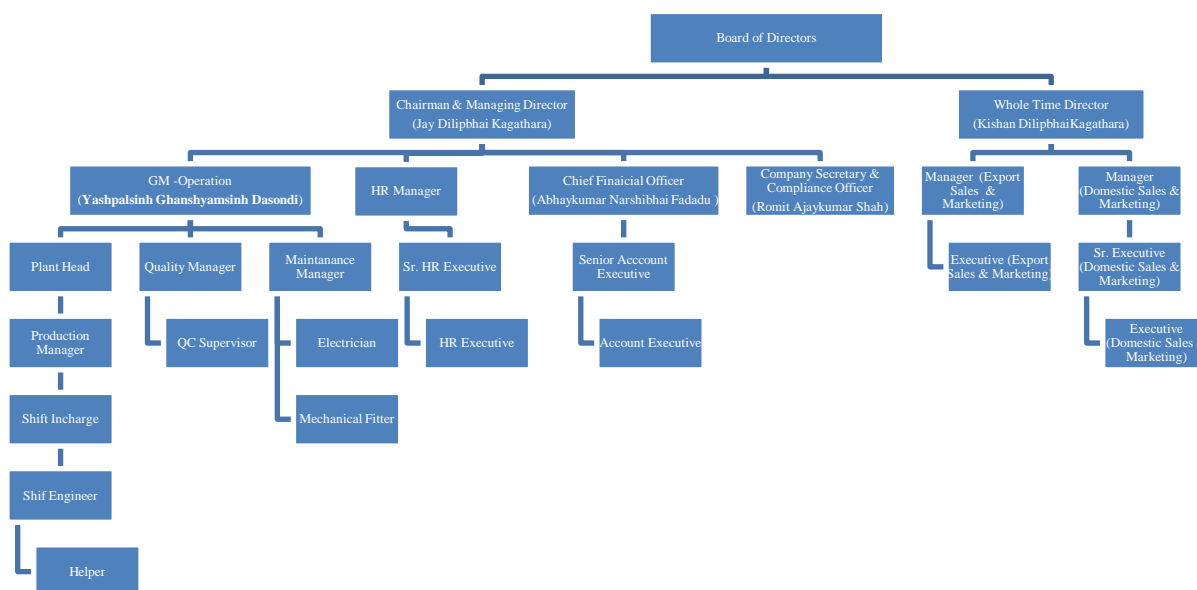 Board of Directors
Chairman & Managing Director
(Jay Dilipbhai Kagathara)
Whole Time Director
(Kishan DilipbhaiKagathara)
GM -Operation
(Yashpalsinh Ghanshyamsinh Dasondi)
HR Manager
Chief Finaicial Officer
(Abhaykumar Narshibhai Fadadu )
Company Secretary &
Compliance Officer
(Romit Ajaykumar Shah)
Manager (Export
Sales &
Marketing)
Manager
(Domestic Sales &
Marketing)
Plant Head
Quality Manager
Maintanance
Manager
Sr. HR Executive
Senior Acccount
Executive
Executive (Export
Sales & Marketing)
Sr. Executive
(Domestic Sales &
Marketing)
Production
Manager
QC Supervisor
Electrician
HR Executive
Account Executive
Executive
(Domestic Sales &
Marketing)
Shift Incharge
Mechanical Fitter
Shif Engineer
Helper